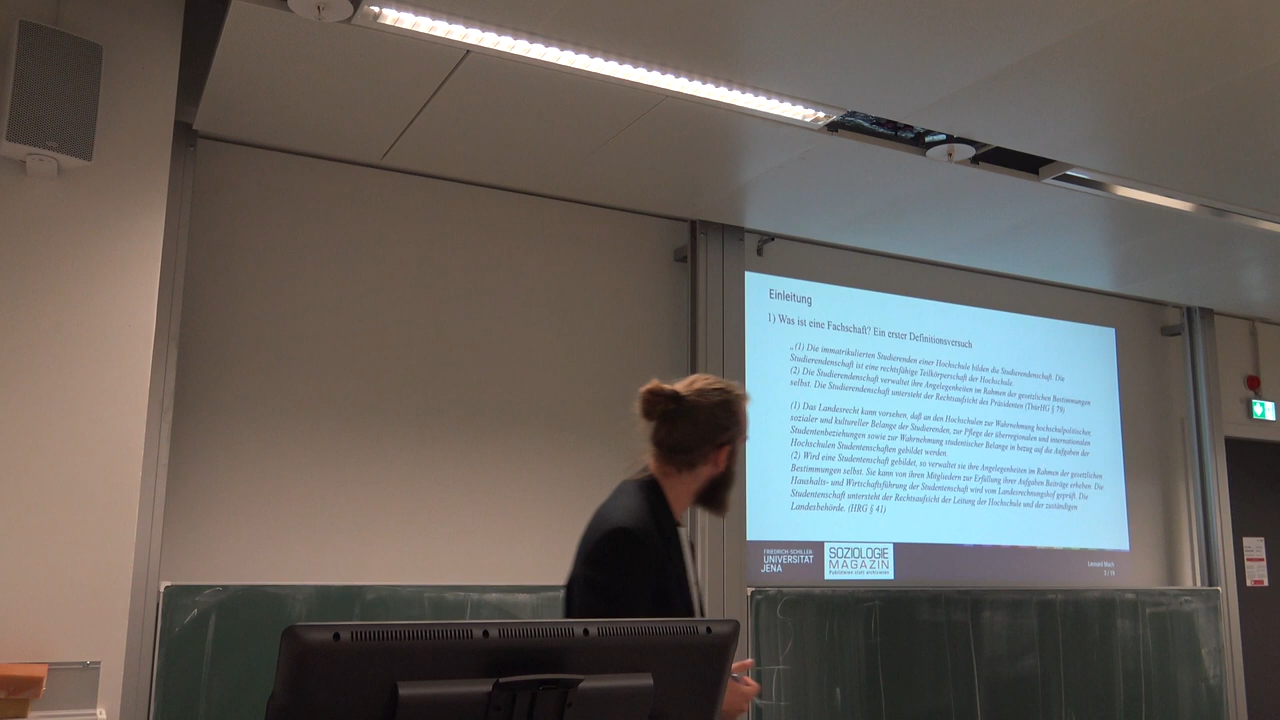 Einleitung
1) Was ist eine Fachschaft? Ein erster Definitionsversuch
„(1) Die immatrikulierten Studierenden einer Hochschule bilden die Studierendenschaft. Die
Studierendenschaft ist eine rechtsfähige Teilkörperschaft der Hochschule.
(2) Die Studierendenschaft verwaltet ihre Angelegenheiten im Rahmen der gesetzlichen Bestimmungen
selbst. Die Studierendenschaft untersteht der Rechtsaufsicht des Präsidenten (ThürHG § 79)
(1) Das Landesrecht kann vorsehen, daß an den Hochschulen zur Wahrnehmung hochschulpolitischer,
sozialer und kultureller Belange der Studierenden, zur Pflege der überregionalen und internationalen
Studentenbeziehungen sowie zur Wahrnehmung studentischer Belange in bezug auf die Aufgaben der
Hochschulen Studentenschaften gebildet werden.
(2) Wird eine Studentenschaft gebildet, so verwaltet sie ihre Angelegenheiten im Rahmen der gesetzlichen
Bestimmungen selbst. Sie kann von ihren Mitgliedern zur Erfüllung ihrer Aufgaben Beiträge erheben. Die
Haushalts- und Wirtschaftsführung der Studentenschaft wird vom Landesrechnungshof geprüft. Die
Studentenschaft untersteht der Rechtsaufsicht der Leitung der Hochschule und der zuständigen
Landesbehörde. (HRG § 41)
FRIEDRICH-SCHILLER
UNIVERSITÄT
JENA
SOZIOLOGIE
MAGAZIN
Publizieren statt archivieren
3 / 19